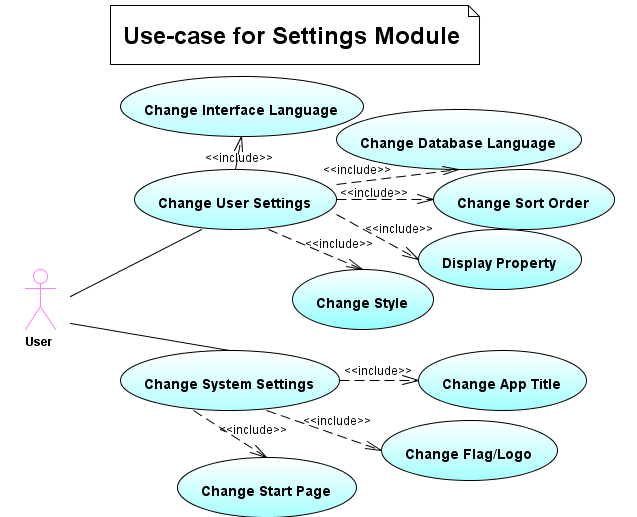 Use-case for Settings Module
Change Interface Language
Change Database Language
<<include>>
<<include>>
Change User Settings
<<include>>
Change Sort Order
<<include>>
<<include>>
Display Property
Change Style
User
Change System Settings
<<include>>
Change App Title
<<include>>
<<include>>
Change Flag/Logo
Change Start Page